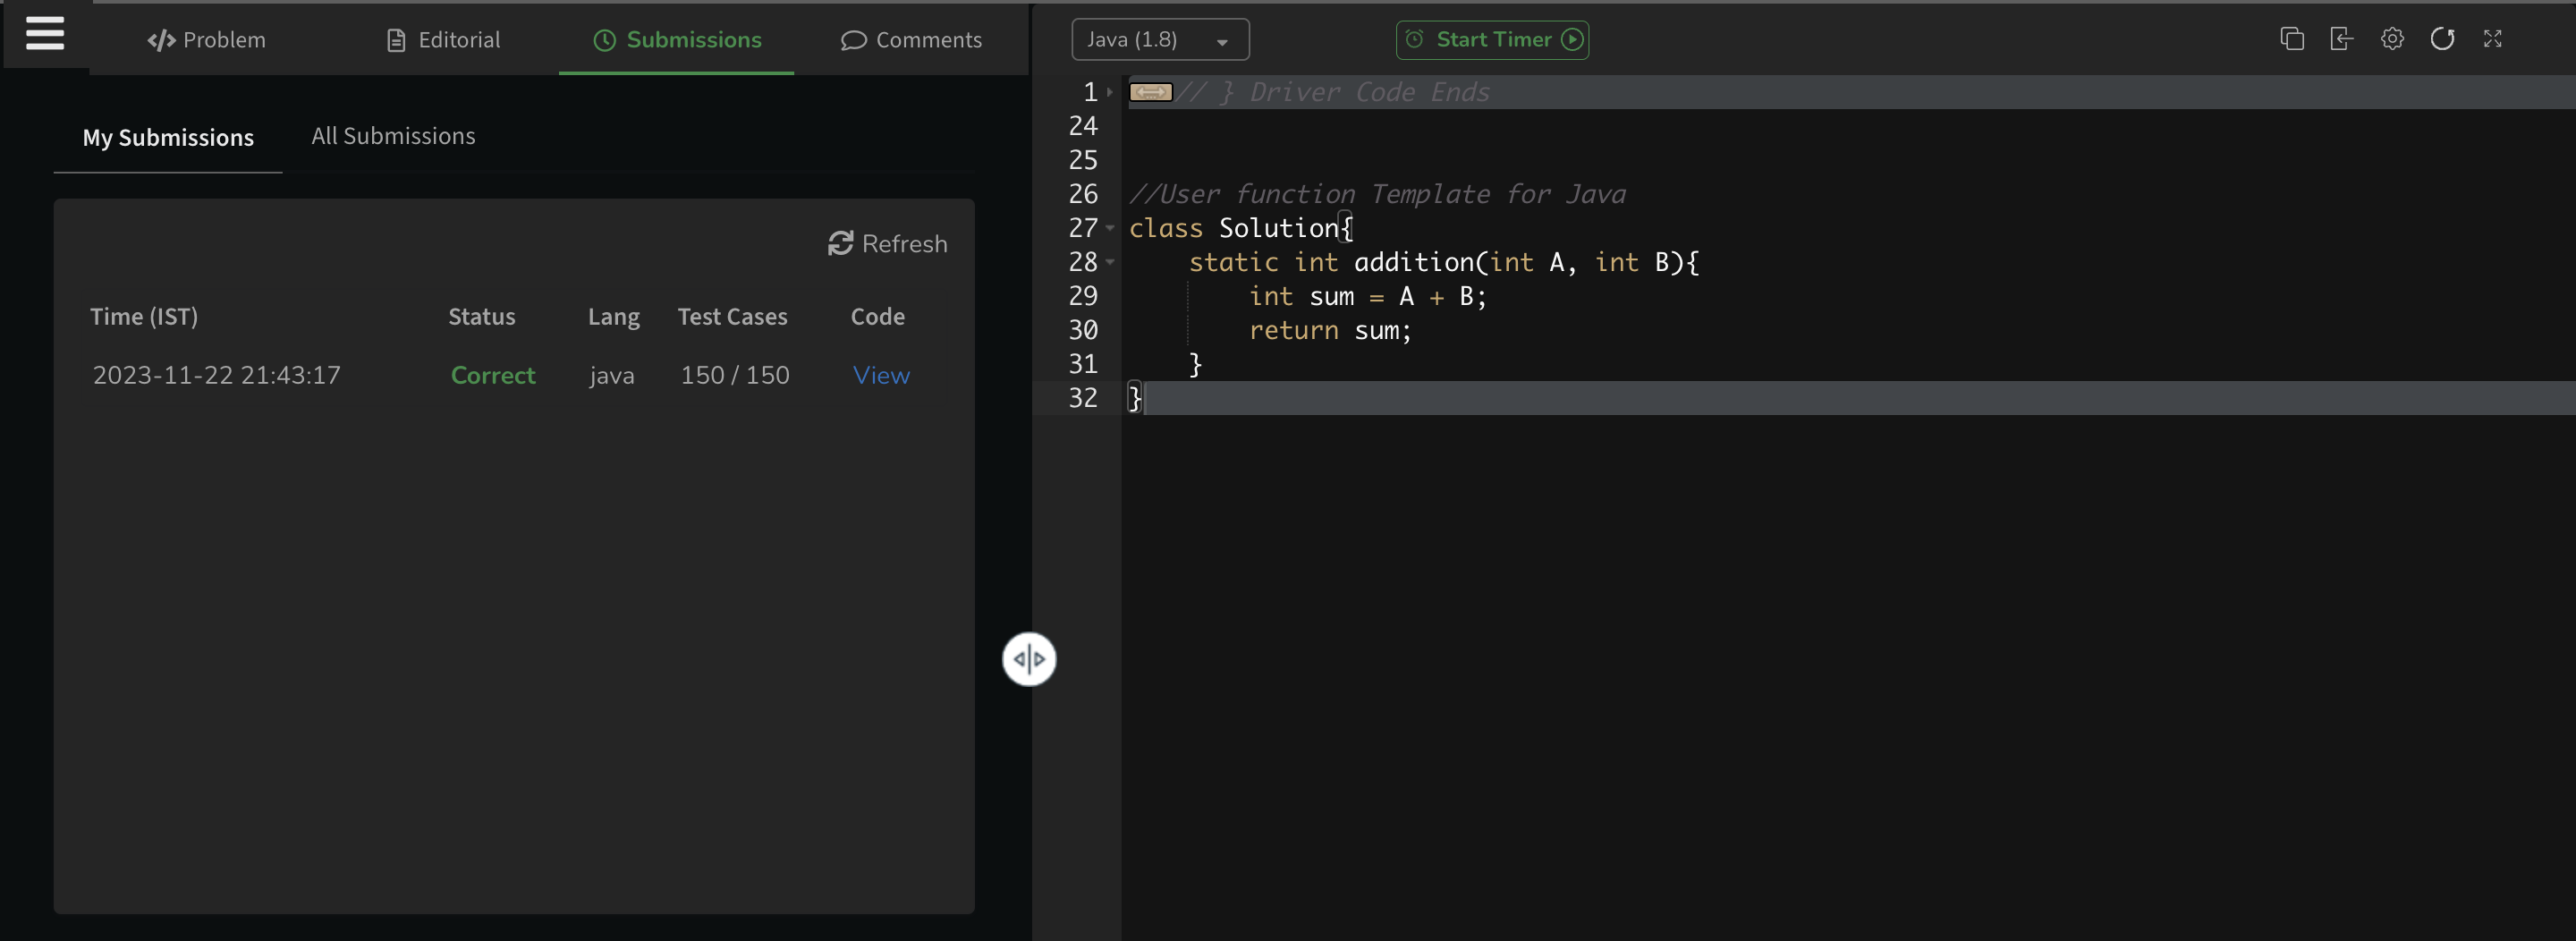 Problem Editorial Submissions Comments
My Submissions All Submissions
Refresh
Time (IST) Status Lang Test Cases Code
2023-11-22 21:43:17 Correct java 150 / 150 View
Java (1.8) Start Timer
1 // } Driver Code Ends
24
25
26 //User function Template for Java
27 class Solution{
28 static int addition(int A, int B){
29 int sum = A + B;
30 return sum;
31 }
32 }